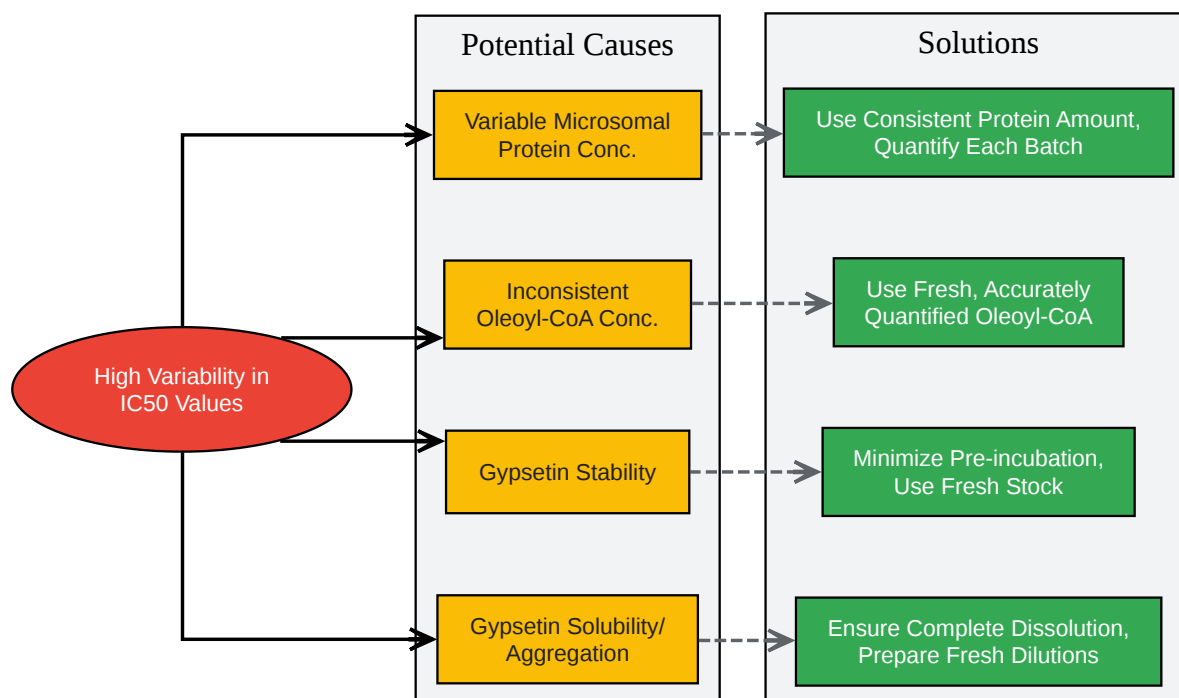 Potential Causes
Solutions
High Variability in
IC50 Values
Variable Microsomal
Protein Conc.
Use Consistent Protein Amount,
Quantify Each Batch
Inconsistent
Oleoyl-CoA Conc.
Use Fresh, Accurately
Quantified Oleoyl-CoA
Gypsetin Stability
Minimize Pre-incubation,
Use Fresh Stock
Gypsetin Solubility/
Aggregation
Ensure Complete Dissolution,
Prepare Fresh Dilutions